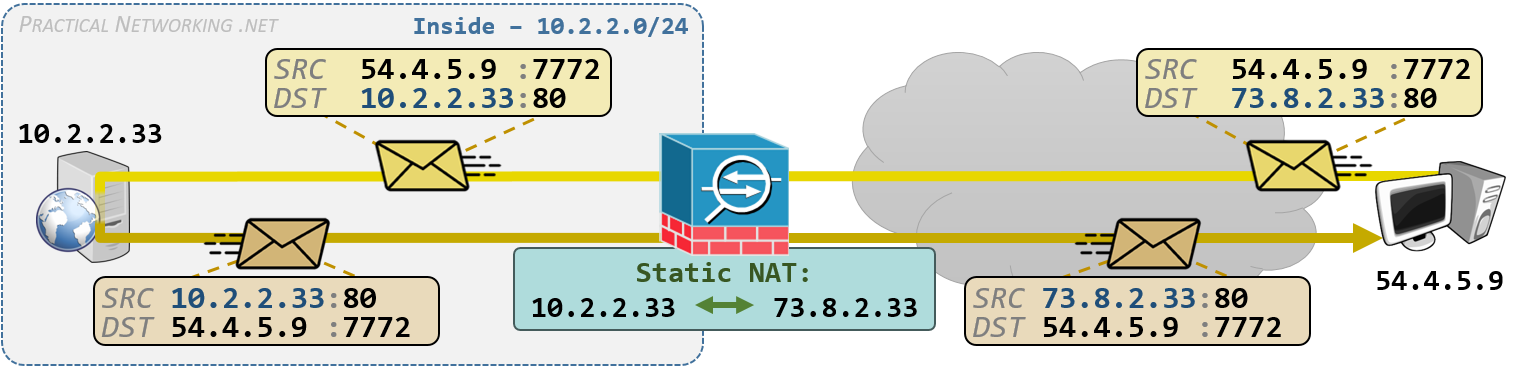 PRACTICAL NETWORKING .NET
Inside – 10.2.2.0/24
SRC 54.4.5.9 :7772
DST 10.2.2.33:80
SRC 54.4.5.9 :7772
DST 73.8.2.33:80
10.2.2.33
SRC 10.2.2.33:80
DST 54.4.5.9 :7772
Static NAT:
10.2.2.33 ↔ 73.8.2.33
SRC 73.8.2.33:80
DST 54.4.5.9 :7772
54.4.5.9